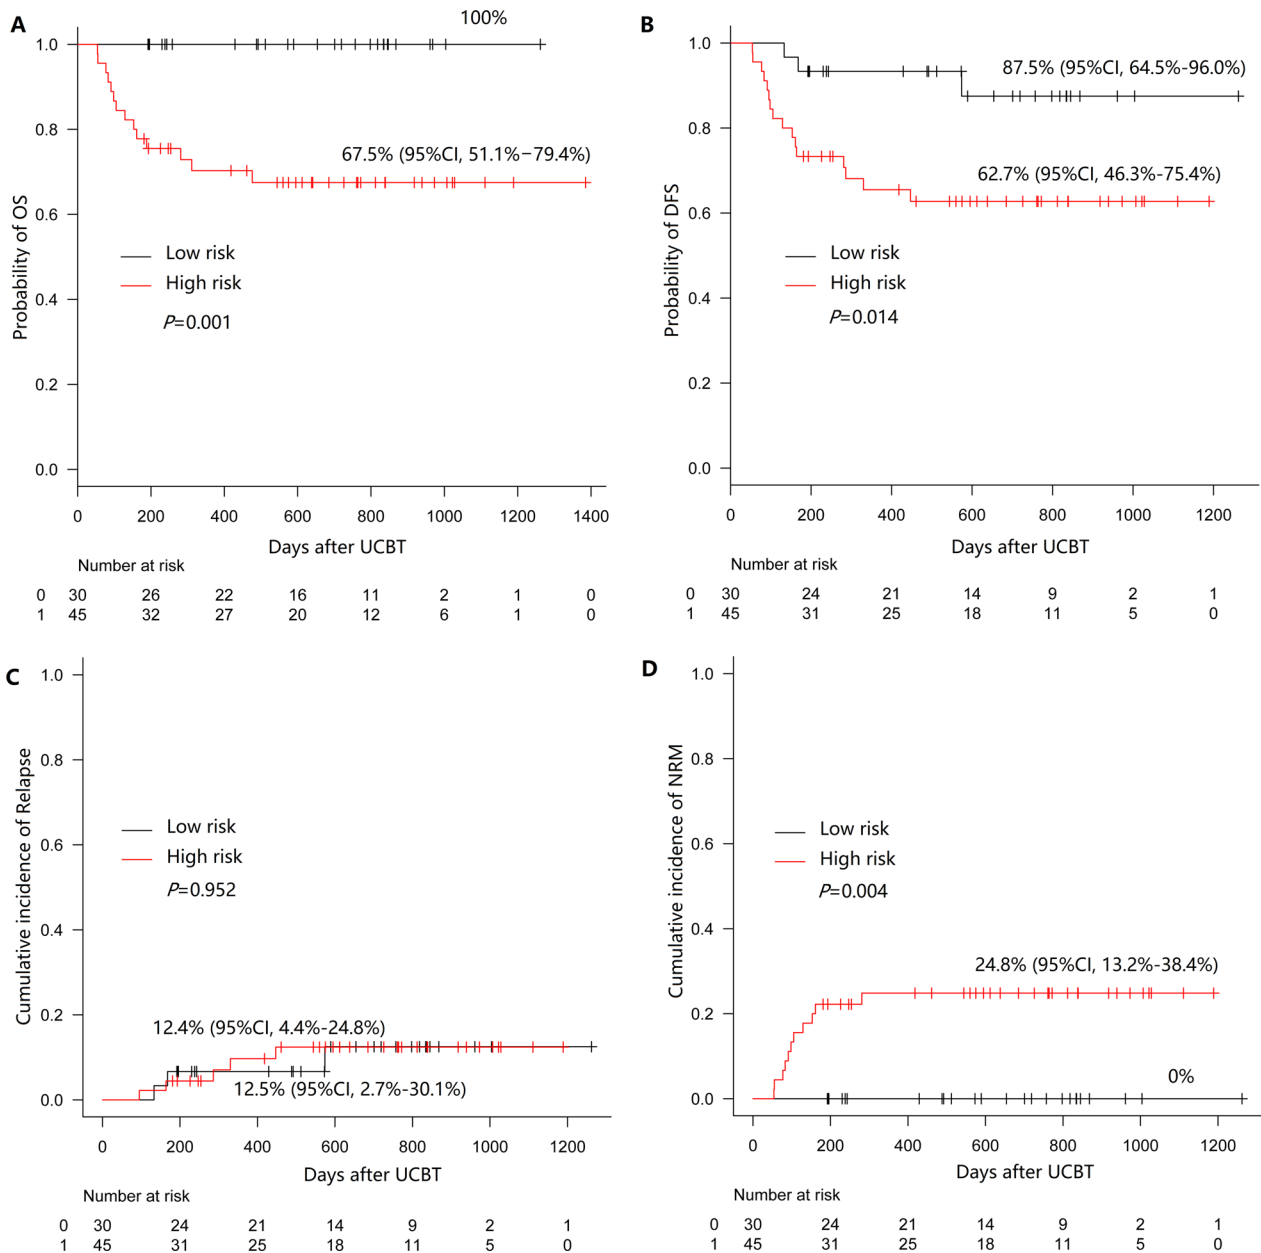 A
100%
1.0
0.8
67.5% (95%CI, 51.1%−79.4%)
0.6
Probability of OS
Low risk
High risk
P=0.001
0.4
0.2
0.0
0 200 400 600 800 1000 1200 1400
Days after UCBT
Number at risk
0 30 26 22 16 11 2 1 0
1 45 32 27 20 12 6 1 0
B
1.0
87.5% (95%CI, 64.5%-96.0%)
0.8
62.7% (95%CI, 46.3%-75.4%)
0.6
Probability of DFS
Low risk
High risk
P=0.014
0.4
0.2
0.0
0 200 400 600 800 1000 1200
Days after UCBT
Number at risk
0 30 24 21 14 9 2 1
1 45 31 25 18 11 5 0
C
1.0
0.8
Cumulative incidence of Relapse
Low risk
High risk
P=0.952
0.6
0.4
0.2
12.4% (95%CI, 4.4%-24.8%)
12.5% (95%CI, 2.7%-30.1%)
0.0
0 200 400 600 800 1000 1200
Days after UCBT
Number at risk
0 30 24 21 14 9 2 1
1 45 31 25 18 11 5 0
D
1.0
0.8
Cumulative incidence of NRM
Low risk
High risk
P=0.004
0.6
0.4
24.8% (95%CI, 13.2%-38.4%)
0.2
0%
0.0
0 200 400 600 800 1000 1200
Days after UCBT
Number at risk
0 30 24 21 14 9 2 1
1 45 31 25 18 11 5 0